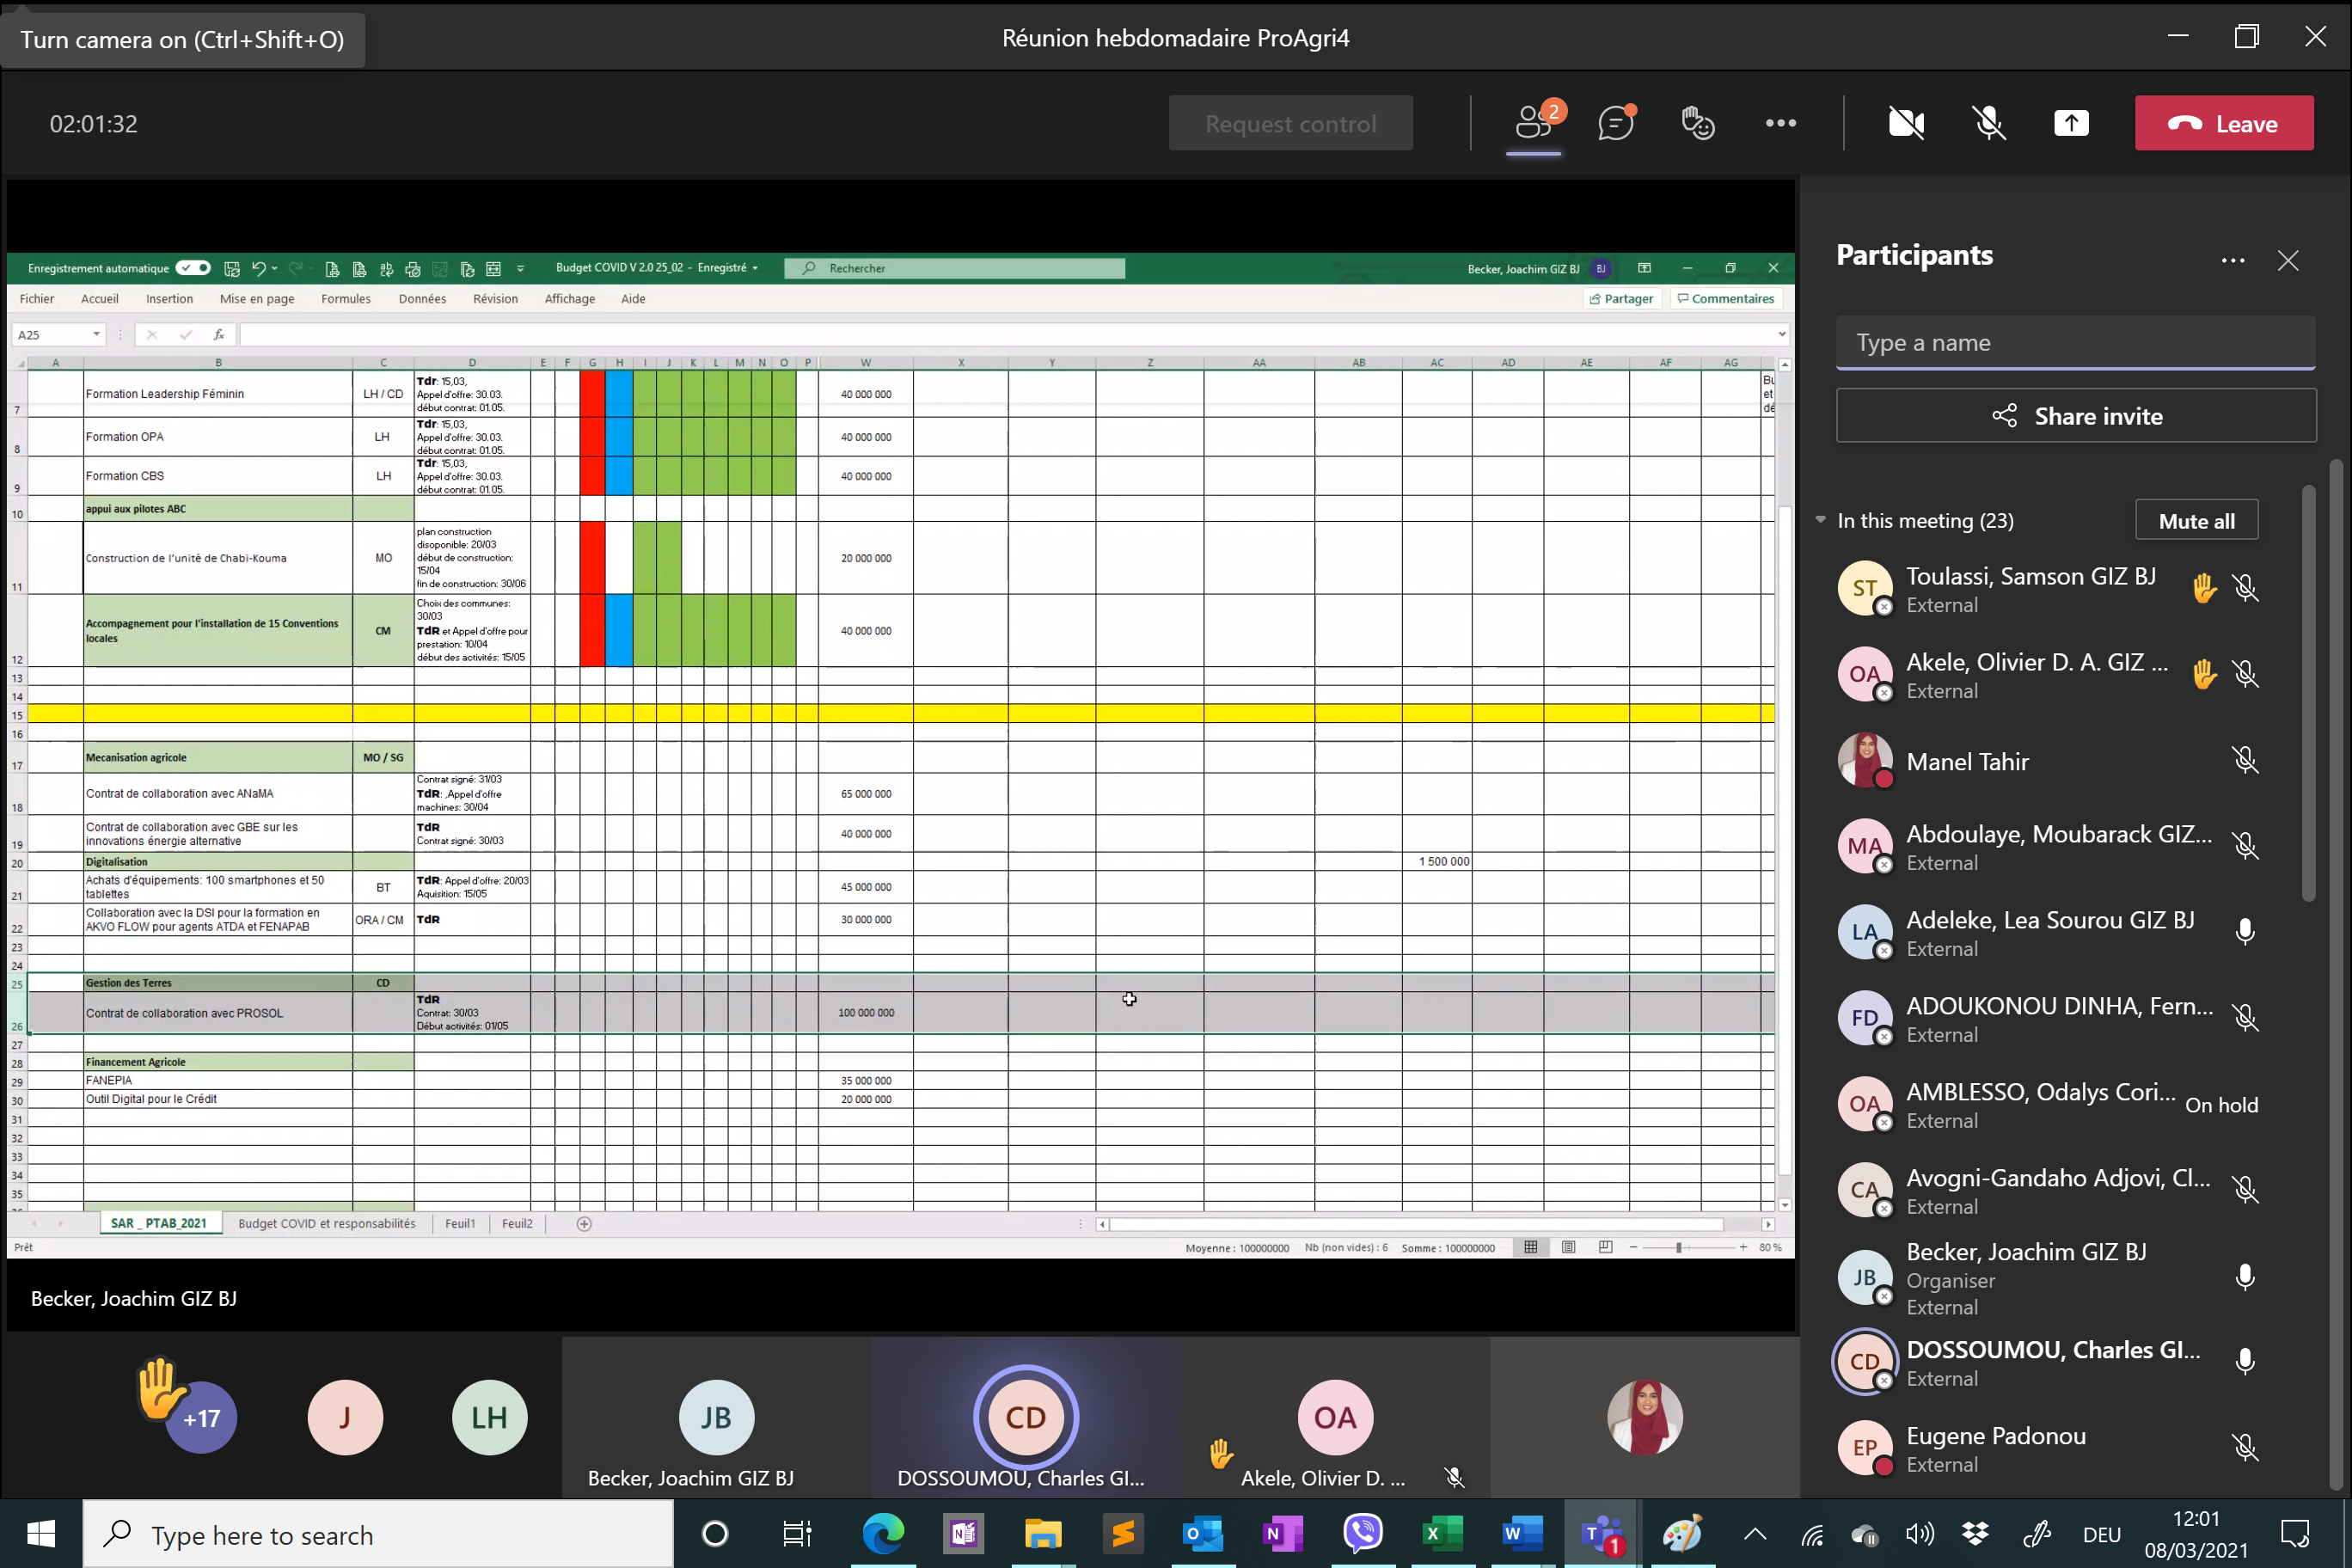 Turn camera on (Ctrl+Shift+O)
Réunion hebdomadaire ProAgri4
02:01:32
Request control
2
Leave
Enregistrement automatique
Budget COVID V 2.0 25_02 - Enregistré
Rechercher
Becker, Joachim GIZ BJ
BJ
Fichier Accueil Insertion Mise en page Formules Données Révision Affichage Aide
Partager
Commentaires
A25
fx
A B C D E F G H I J K L M N O P W X Y Z AA AB AC AD AE AF AG
7 Formation Leadership Féminin LH / CD 40 000 000
Tdr: 15,03,
Appel d'offre: 30.03.
début contrat: 01.05.
Bu
et
dé
8 Formation OPA LH 40 000 000
Tdr: 15,03,
Appel d'offre: 30.03.
début contrat: 01.05.
9 Formation CBS LH 40 000 000
Tdr: 15,03,
Appel d'offre: 30.03.
début contrat: 01.05.
10 appui aux pilotes ABC
11 Construction de l'unité de Chabi-Kouma MO 20 000 000
plan construction
disoponible: 20/03
début de construction:
15/04
fin de construction: 30/06
12 Accompagnement pour l'installation de 15 Conventions
locales CM 40 000 000
Choix des communes:
30/03
TdR et Appel d'offre pour
prestation: 10/04
début des activités: 15/05
13
14
15
16
17 Mecanisation agricole MO / SG
18 Contrat de collaboration avec ANaMA 65 000 000
Contrat signé: 31/03
TdR: ,Appel d'offre
machines: 30/04
19 Contrat de collaboration avec GBE sur les
innovations énergie alternative 40 000 000
TdR
Contrat signé: 30/03
20 Digitalisation 1 500 000
21 Achats d'équipements: 100 smartphones et 50
tablettes BT 45 000 000
TdR: Appel d'offre: 20/03
Aquisition: 15/05
22 Collaboration avec la DSI pour la formation en
AKVO FLOW pour agents ATDA et FENAPAB ORA / CM TdR 30 000 000
23
24
25 Gestion des Terres CD
26 Contrat de collaboration avec PROSOL 100 000 000
TdR
Contrat: 30/03
Début activités: 01/05
27
28 Financement Agricole
29 FANEPIA 35 000 000
30 Outil Digital pour le Crédit 20 000 000
31
32
33
34
35
SAR _ PTAB_2021 Budget COVID et responsabilités Feuil1 Feuil2
Prêt
Moyenne : 100000000 Nb (non vides) : 6 Somme : 100000000
80 %
Becker, Joachim GIZ BJ
+17
J
LH
JB
Becker, Joachim GIZ BJ
CD
DOSSOUMOU, Charles GI...
OA
Akele, Olivier D. ...
Participants
Type a name
Share invite
In this meeting (23)
Mute all
ST
Toulassi, Samson GIZ BJ
External
OA
Akele, Olivier D. A. GIZ ...
External
Manel Tahir
MA
Abdoulaye, Moubarack GIZ...
External
LA
Adeleke, Lea Sourou GIZ BJ
External
FD
ADOUKONOU DINHA, Fern...
External
OA
AMBLESSO, Odalys Cori...
External
On hold
CA
Avogni-Gandaho Adjovi, Cl...
External
JB
Becker, Joachim GIZ BJ
Organiser
External
CD
DOSSOUMOU, Charles GI...
External
EP
Eugene Padonou
External
Type here to search
1
DEU
12:01
08/03/2021